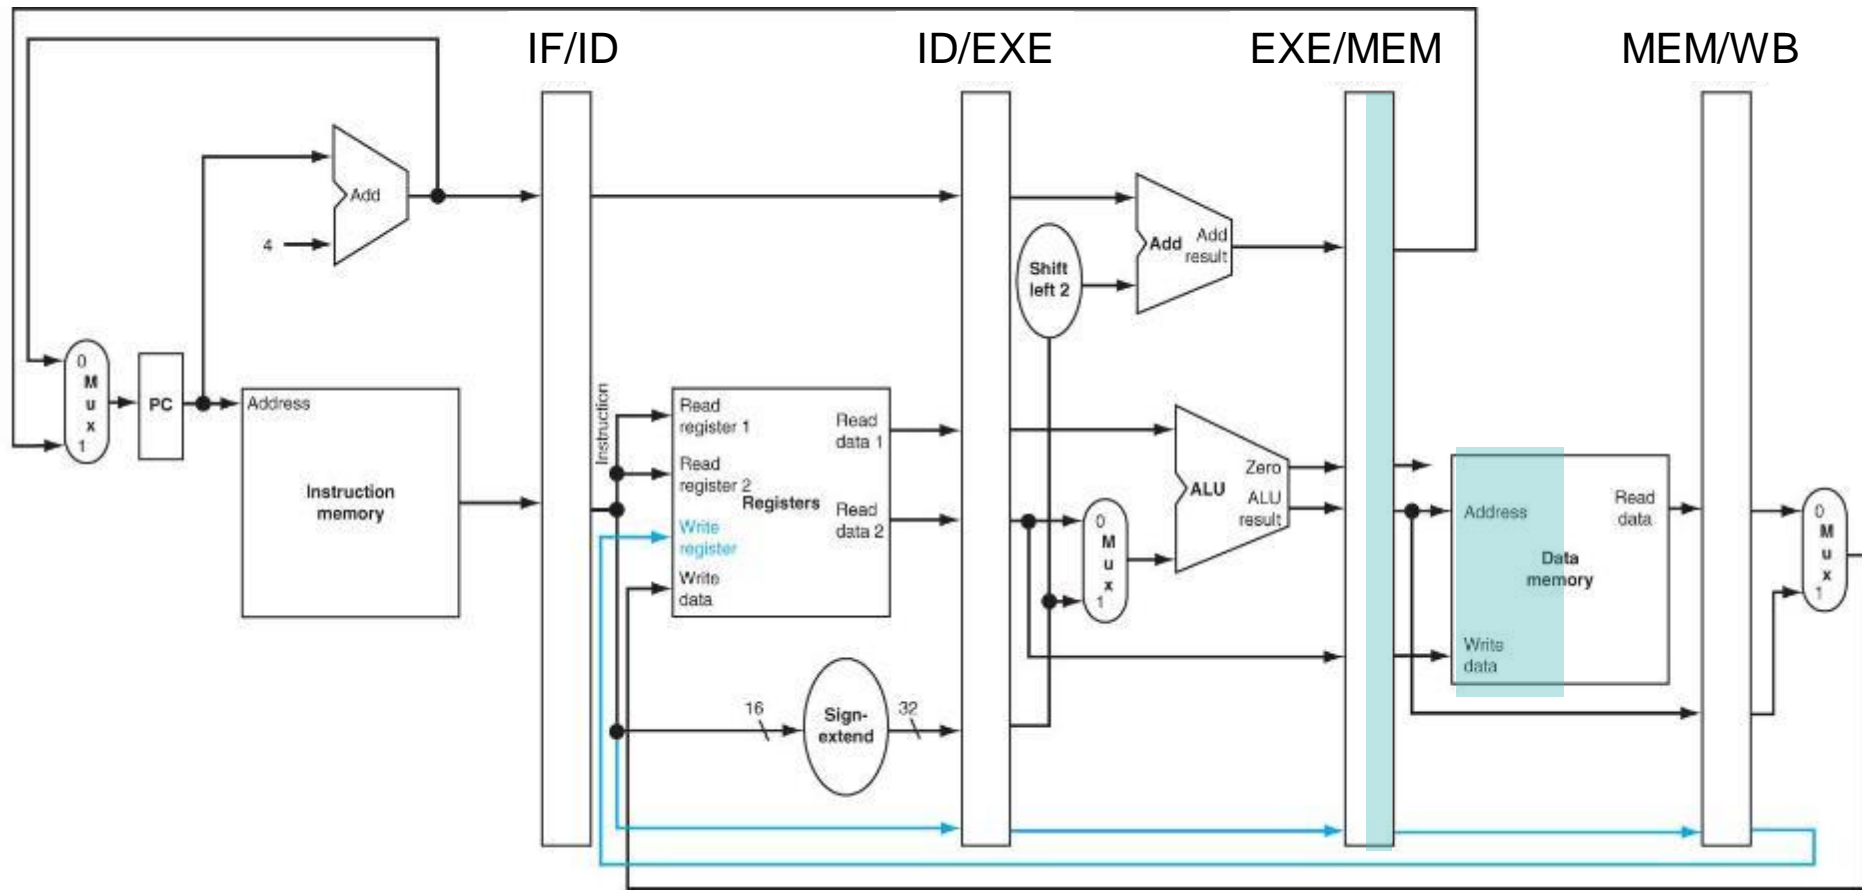 IF/ID
ID/EXE
EXE/MEM
MEM/WB
Add
4
0
M
u
x
1
PC
Address
Instruction
memory
Instruction
Read
register 1
Read
register 2
Write
register
Write
data
Registers
Read
data 1
Read
data 2
16
Sign-
extend
32
Shift
left 2
Add
Add
result
0
M
u
x
1
ALU
Zero
ALU
result
Address
Read
data
Data
memory
Write
data
0
M
u
x
1